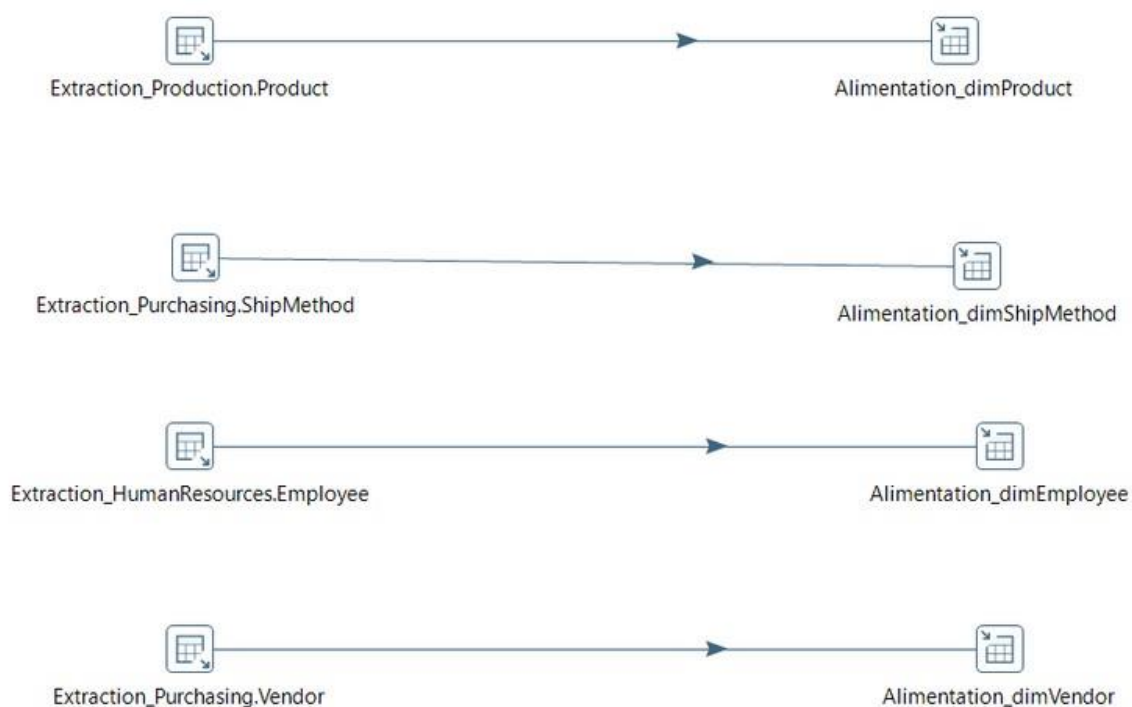 Extraction_Production.Product
Alimentation_dimProduct
Extraction_Purchasing.ShipMethod
Alimentation_dimShipMethod
Extraction_HumanResources.Employee
Alimentation_dimEmployee
Extraction_Purchasing.Vendor
Alimentation_dimVendor